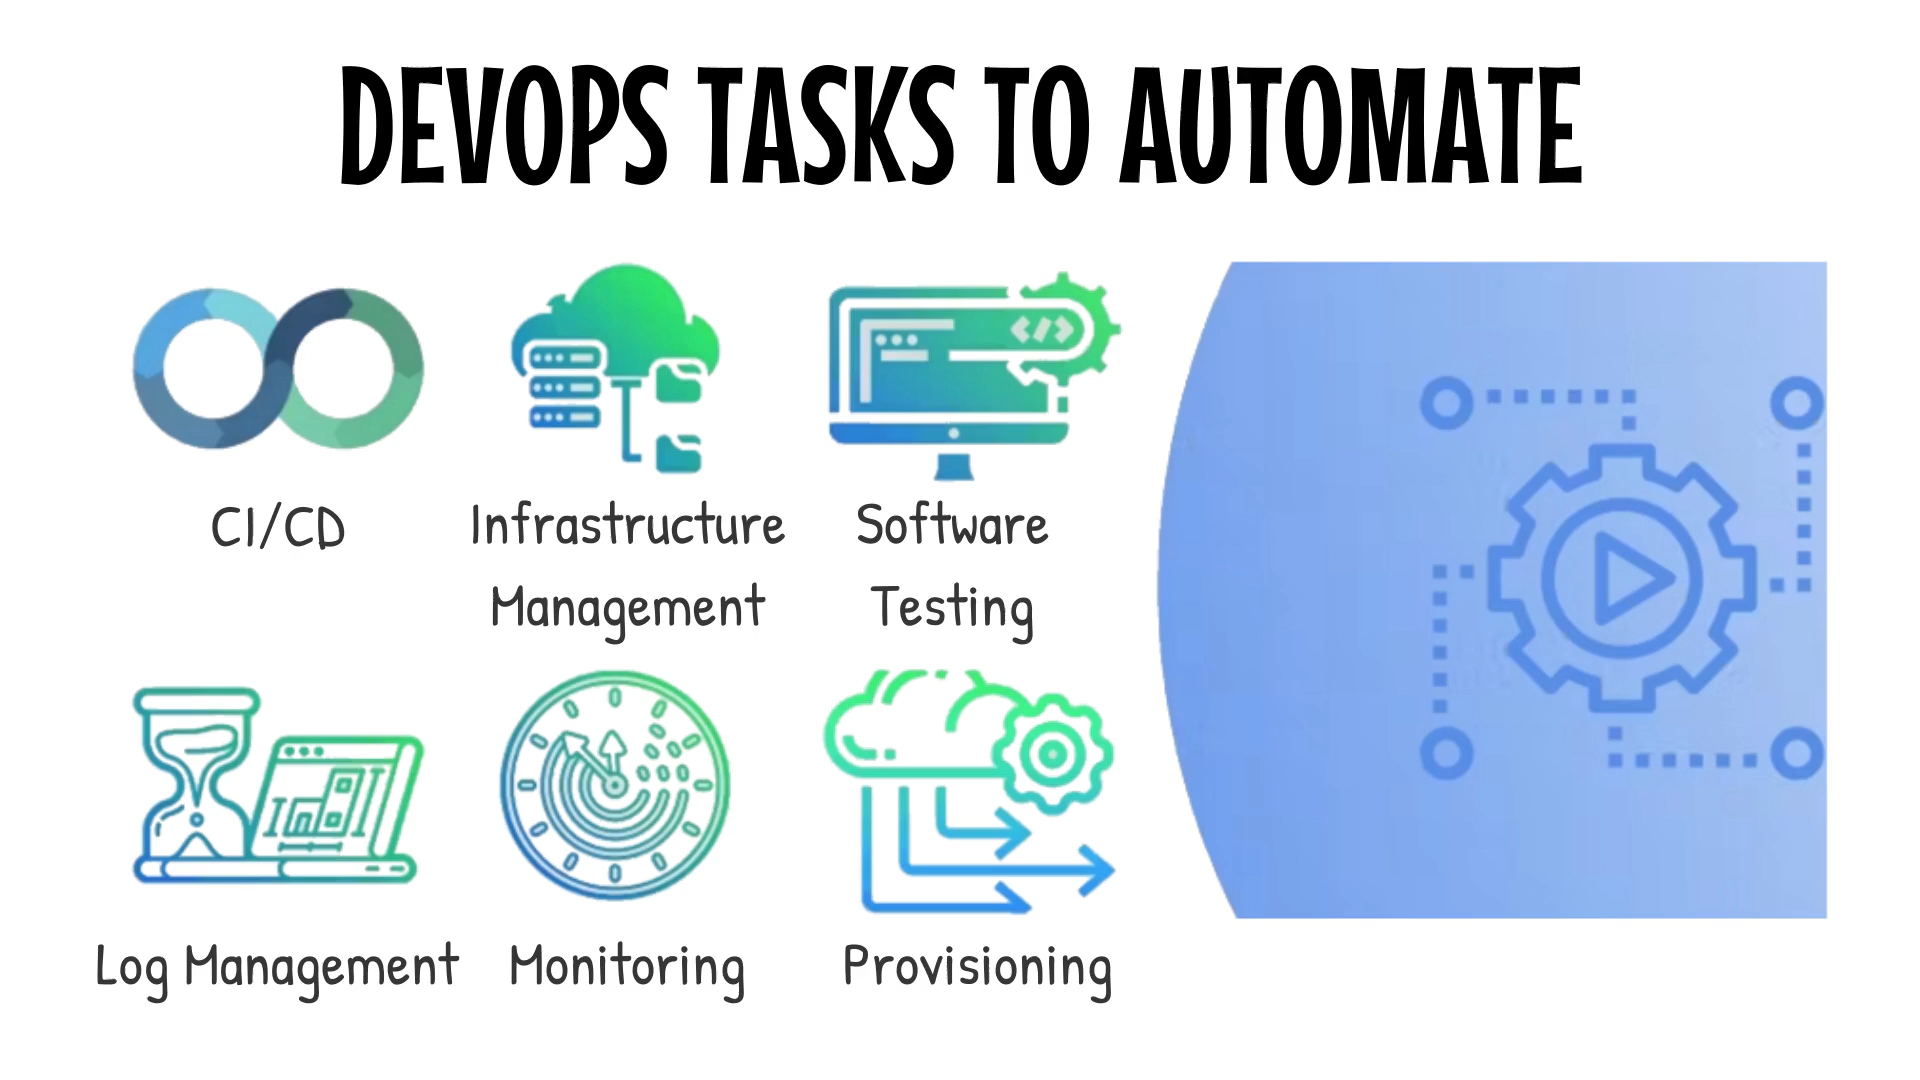 DEVOPS TASKS TO AUTOMATE
CI/CD
Infrastructure
Management
Software
Testing
</>
Log Management
Monitoring
Provisioning